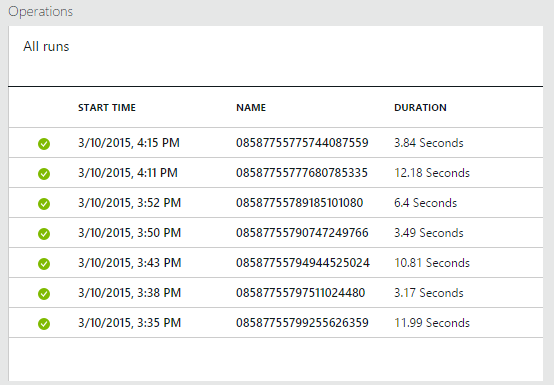 Operations
All runs
START TIME NAME DURATION
3/10/2015, 4:15 PM 08587755775744087559 3.84 Seconds
3/10/2015, 4:11 PM 08587755777680785335 12.18 Seconds
3/10/2015, 3:52 PM 08587755789185101080 6.4 Seconds
3/10/2015, 3:50 PM 08587755790747249766 3.49 Seconds
3/10/2015, 3:43 PM 08587755794944525024 10.81 Seconds
3/10/2015, 3:38 PM 08587755797511024480 3.17 Seconds
3/10/2015, 3:35 PM 08587755799255626359 11.99 Seconds